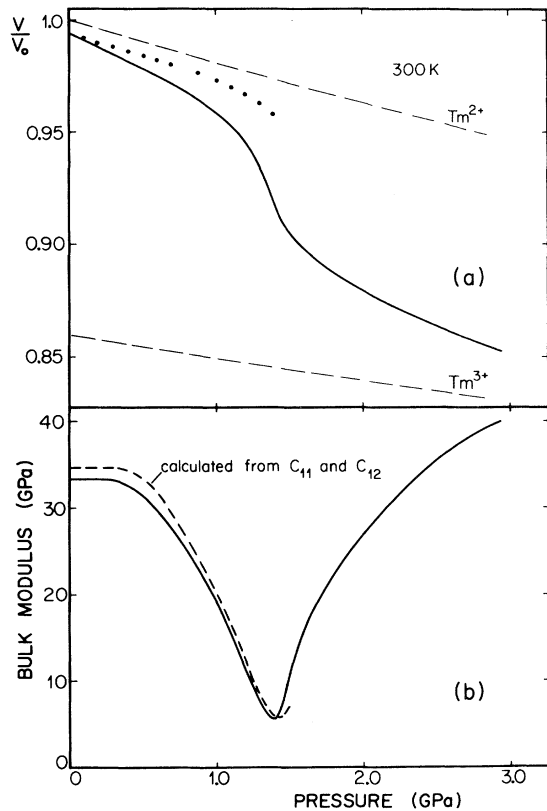 V/V₀
1.0
0.95
0.90
0.85
300K
Tm²⁺
(a)
Tm³⁺
BULK MODULUS (GPa)
40
30
20
10
0
calculated from C₁₁ and C₁₂
(b)
0 1.0 2.0 3.0
PRESSURE (GPa)